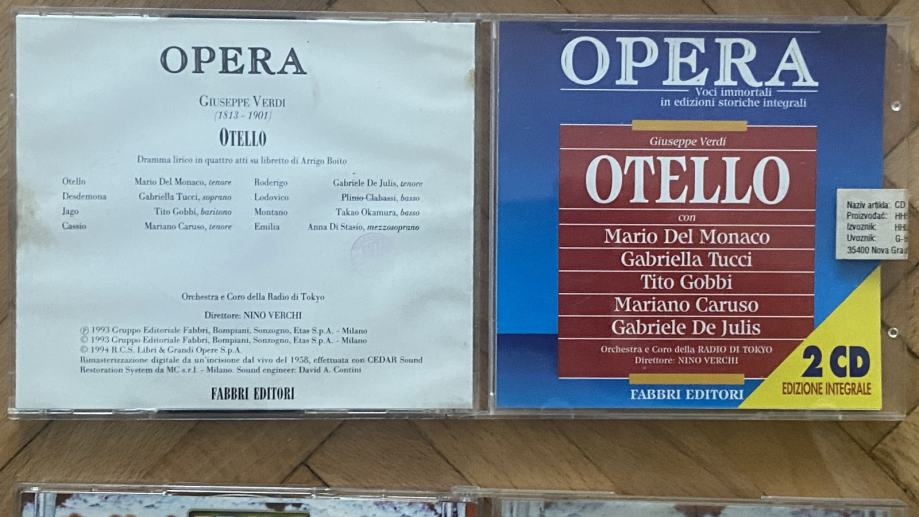 OPERA
GIUSEPPE VERDI
(1813 - 1901)
OTELLO
Dramma lirico in quattro atti su libretto di Arrigo Boito
Otello Mario Del Monaco, tenore Roderigo Gabriele De Julis, tenore
Desdemona Gabriella Tucci, soprano Lodovico Plinio Clabassi, basso
Jago Tito Gobbi, baritono Montano Takao Okamura, basso
Cassio Mariano Caruso, tenore Emilia Anna Di Stasio, mezzosoprano
Orchestra e Coro della Radio di Tokyo
Direttore: NINO VERCHI
℗ 1993 Gruppo Editoriale Fabbri, Bompiani, Sonzogno, Etas S.p.A. - Milano
© 1993 Gruppo Editoriale Fabbri, Bompiani, Sonzogno, Etas S.p.A. - Milano
© 1994 R.C.S. Libri & Grandi Opere S.p.A.
Rimasterizzazione digitale da un'incisione dal vivo del 1958, effettuata con CEDAR Sound
Restoration System da MC s.r.l. - Milano. Sound engineer: David A. Contini
FABBRI EDITORI
OPERA
Voci immortali
in edizioni storiche integrali
Giuseppe Verdi
OTELLO
con
Mario Del Monaco
Gabriella Tucci
Tito Gobbi
Mariano Caruso
Gabriele De Julis
Orchestra e Coro della RADIO DI TOKYO
Direttore: NINO VERCHI
FABBRI EDITORI
2 CD
EDIZIONE INTEGRALE
Naziv artikla: CD
Proizvođač:
Izvoznik:
Uvoznik:
35400 Nova